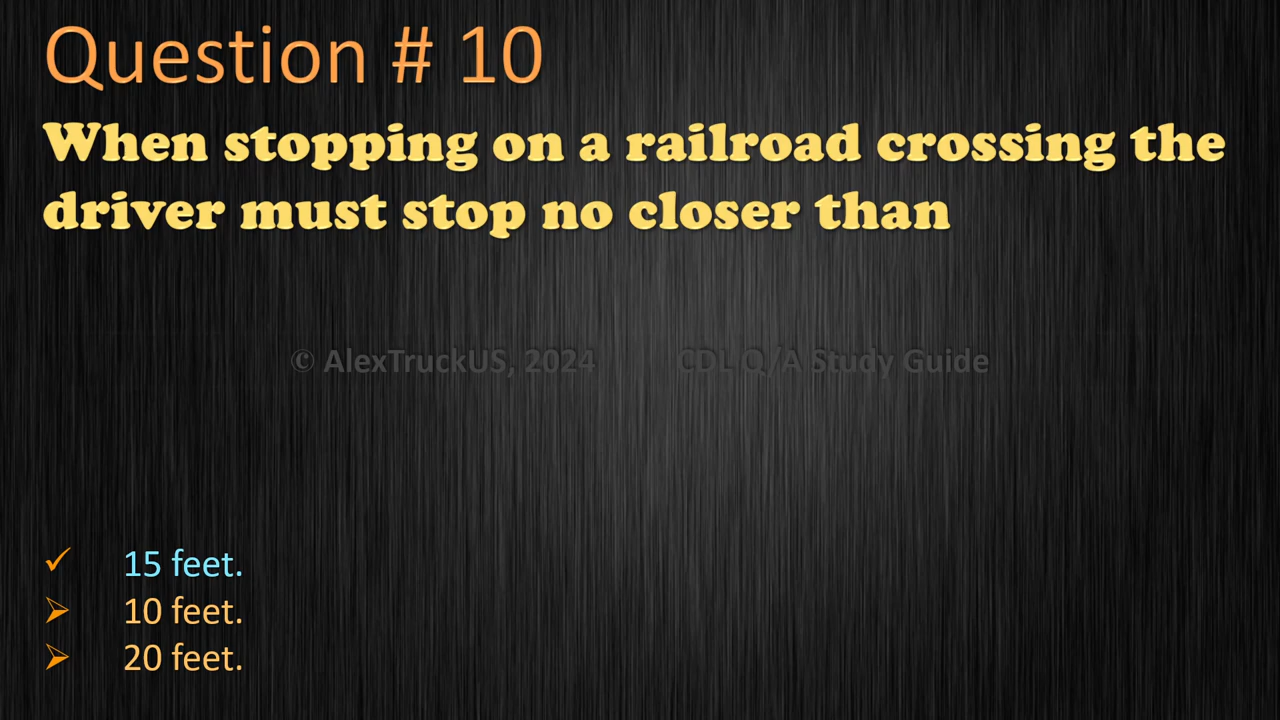 Question # 10
When stopping on a railroad crossing the
driver must stop no closer than
© AlexTruckUS, 2024 CDL Q/A Study Guide
✓ 15 feet.
➢ 10 feet.
➢ 20 feet.